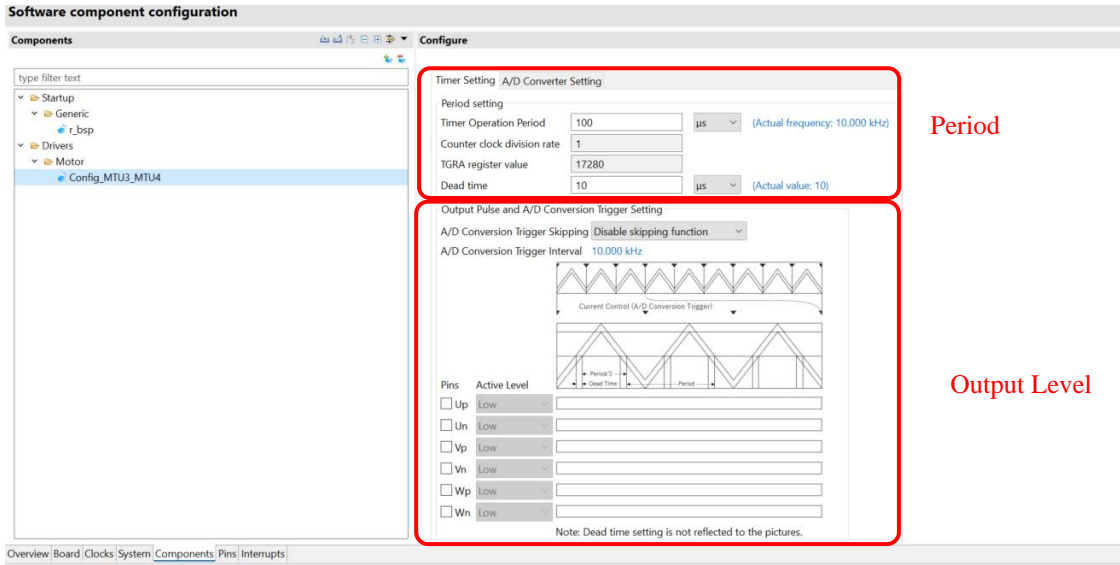 Software component configuration
Components
Configure
type filter text
Startup
Generic
r_bsp
Drivers
Motor
Config_MTU3_MTU4
Timer Setting A/D Converter Setting
Period setting
Timer Operation Period 100 µs (Actual frequency: 10.000 kHz)
Counter clock division rate 1
TGRA register value 17280
Dead time 10 µs (Actual value: 10)
Period
Output Pulse and A/D Conversion Trigger Setting
A/D Conversion Trigger Skipping Disable skipping function
A/D Conversion Trigger Interval 10.000 kHz
Current Control (A/D Conversion Trigger)
Period/2
Dead Time Period
Output Level
Pins Active Level
Up Low
Un Low
Vp Low
Vn Low
Wp Low
Wn Low
Note: Dead time setting is not reflected to the pictures.
Overview Board Clocks System Components Pins Interrupts